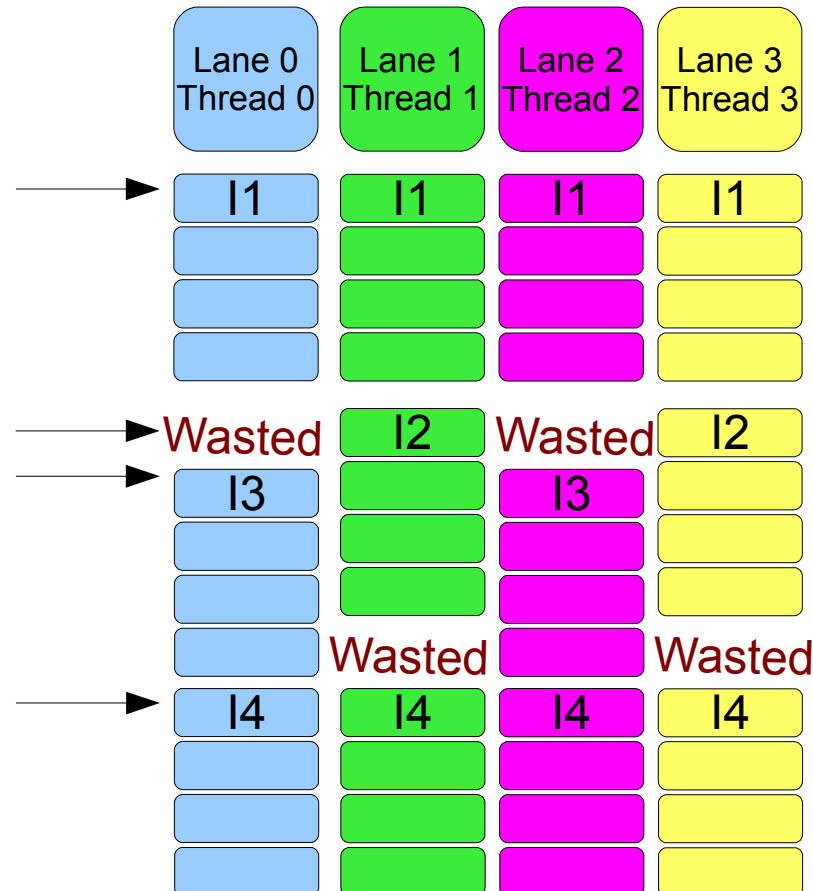 Lane 0 Lane 1 Lane 2 Lane 3
Thread 0 Thread 1 Thread 2 Thread 3
I1 I1 I1 I1
Wasted I2 Wasted I2
I3 I3
Wasted Wasted
I4 I4 I4 I4